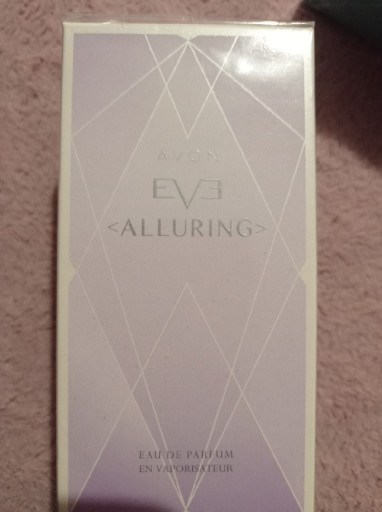 AVON
EVE
<ALLURING>
EAU DE PARFUM
EN VAPORISATEUR